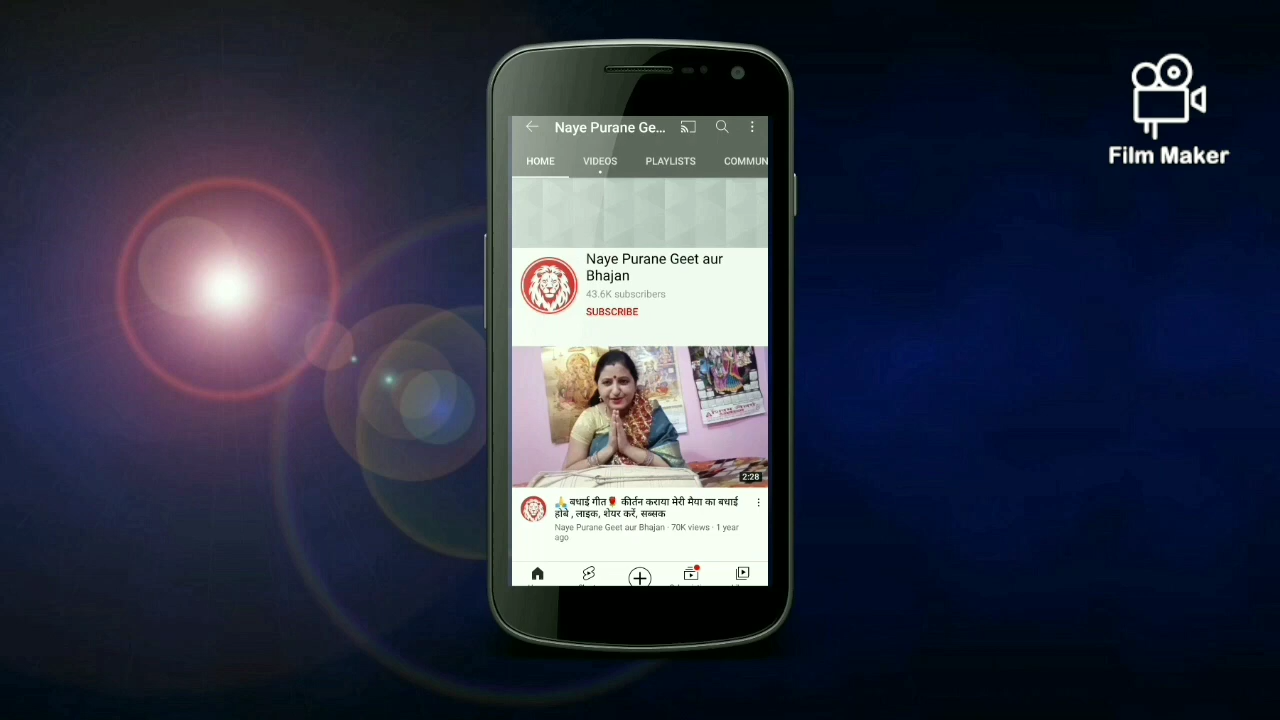 Film Maker
Naye Purane Ge...
HOME VIDEOS PLAYLISTS COMMUN
Naye Purane Geet aur
Bhajan
43.6K subscribers
SUBSCRIBE
2:28
🙏 बधाई गीत🌹 कीर्तन कराया मेरी मैया का बधाई
होबे , लाइक, शेयर करें, सब्सक
Naye Purane Geet aur Bhajan · 70K views · 1 year
ago